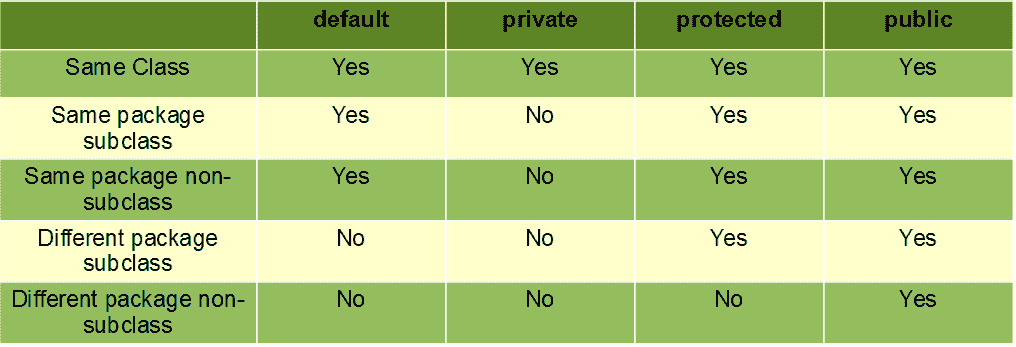 default private protected public
Same Class Yes Yes Yes Yes
Same package
subclass Yes No Yes Yes
Same package non-
subclass Yes No Yes Yes
Different package
subclass No No Yes Yes
Different package non-
subclass No No No Yes